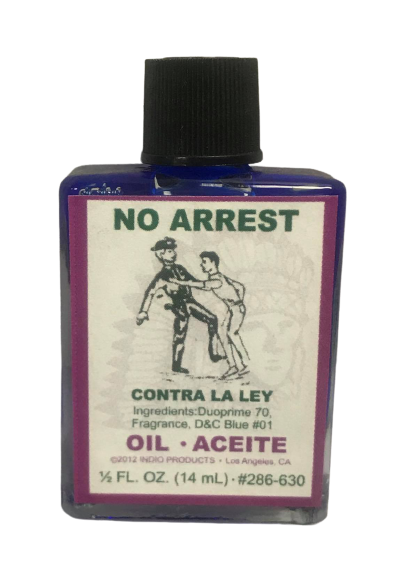 NO ARREST
CONTRA LA LEY
Ingredients:Duoprime 70,
Fragrance, D&C Blue #01
OIL • ACEITE
©2012 INDIO PRODUCTS • Los Angeles, CA
½ FL. OZ. (14 mL) • #286-630